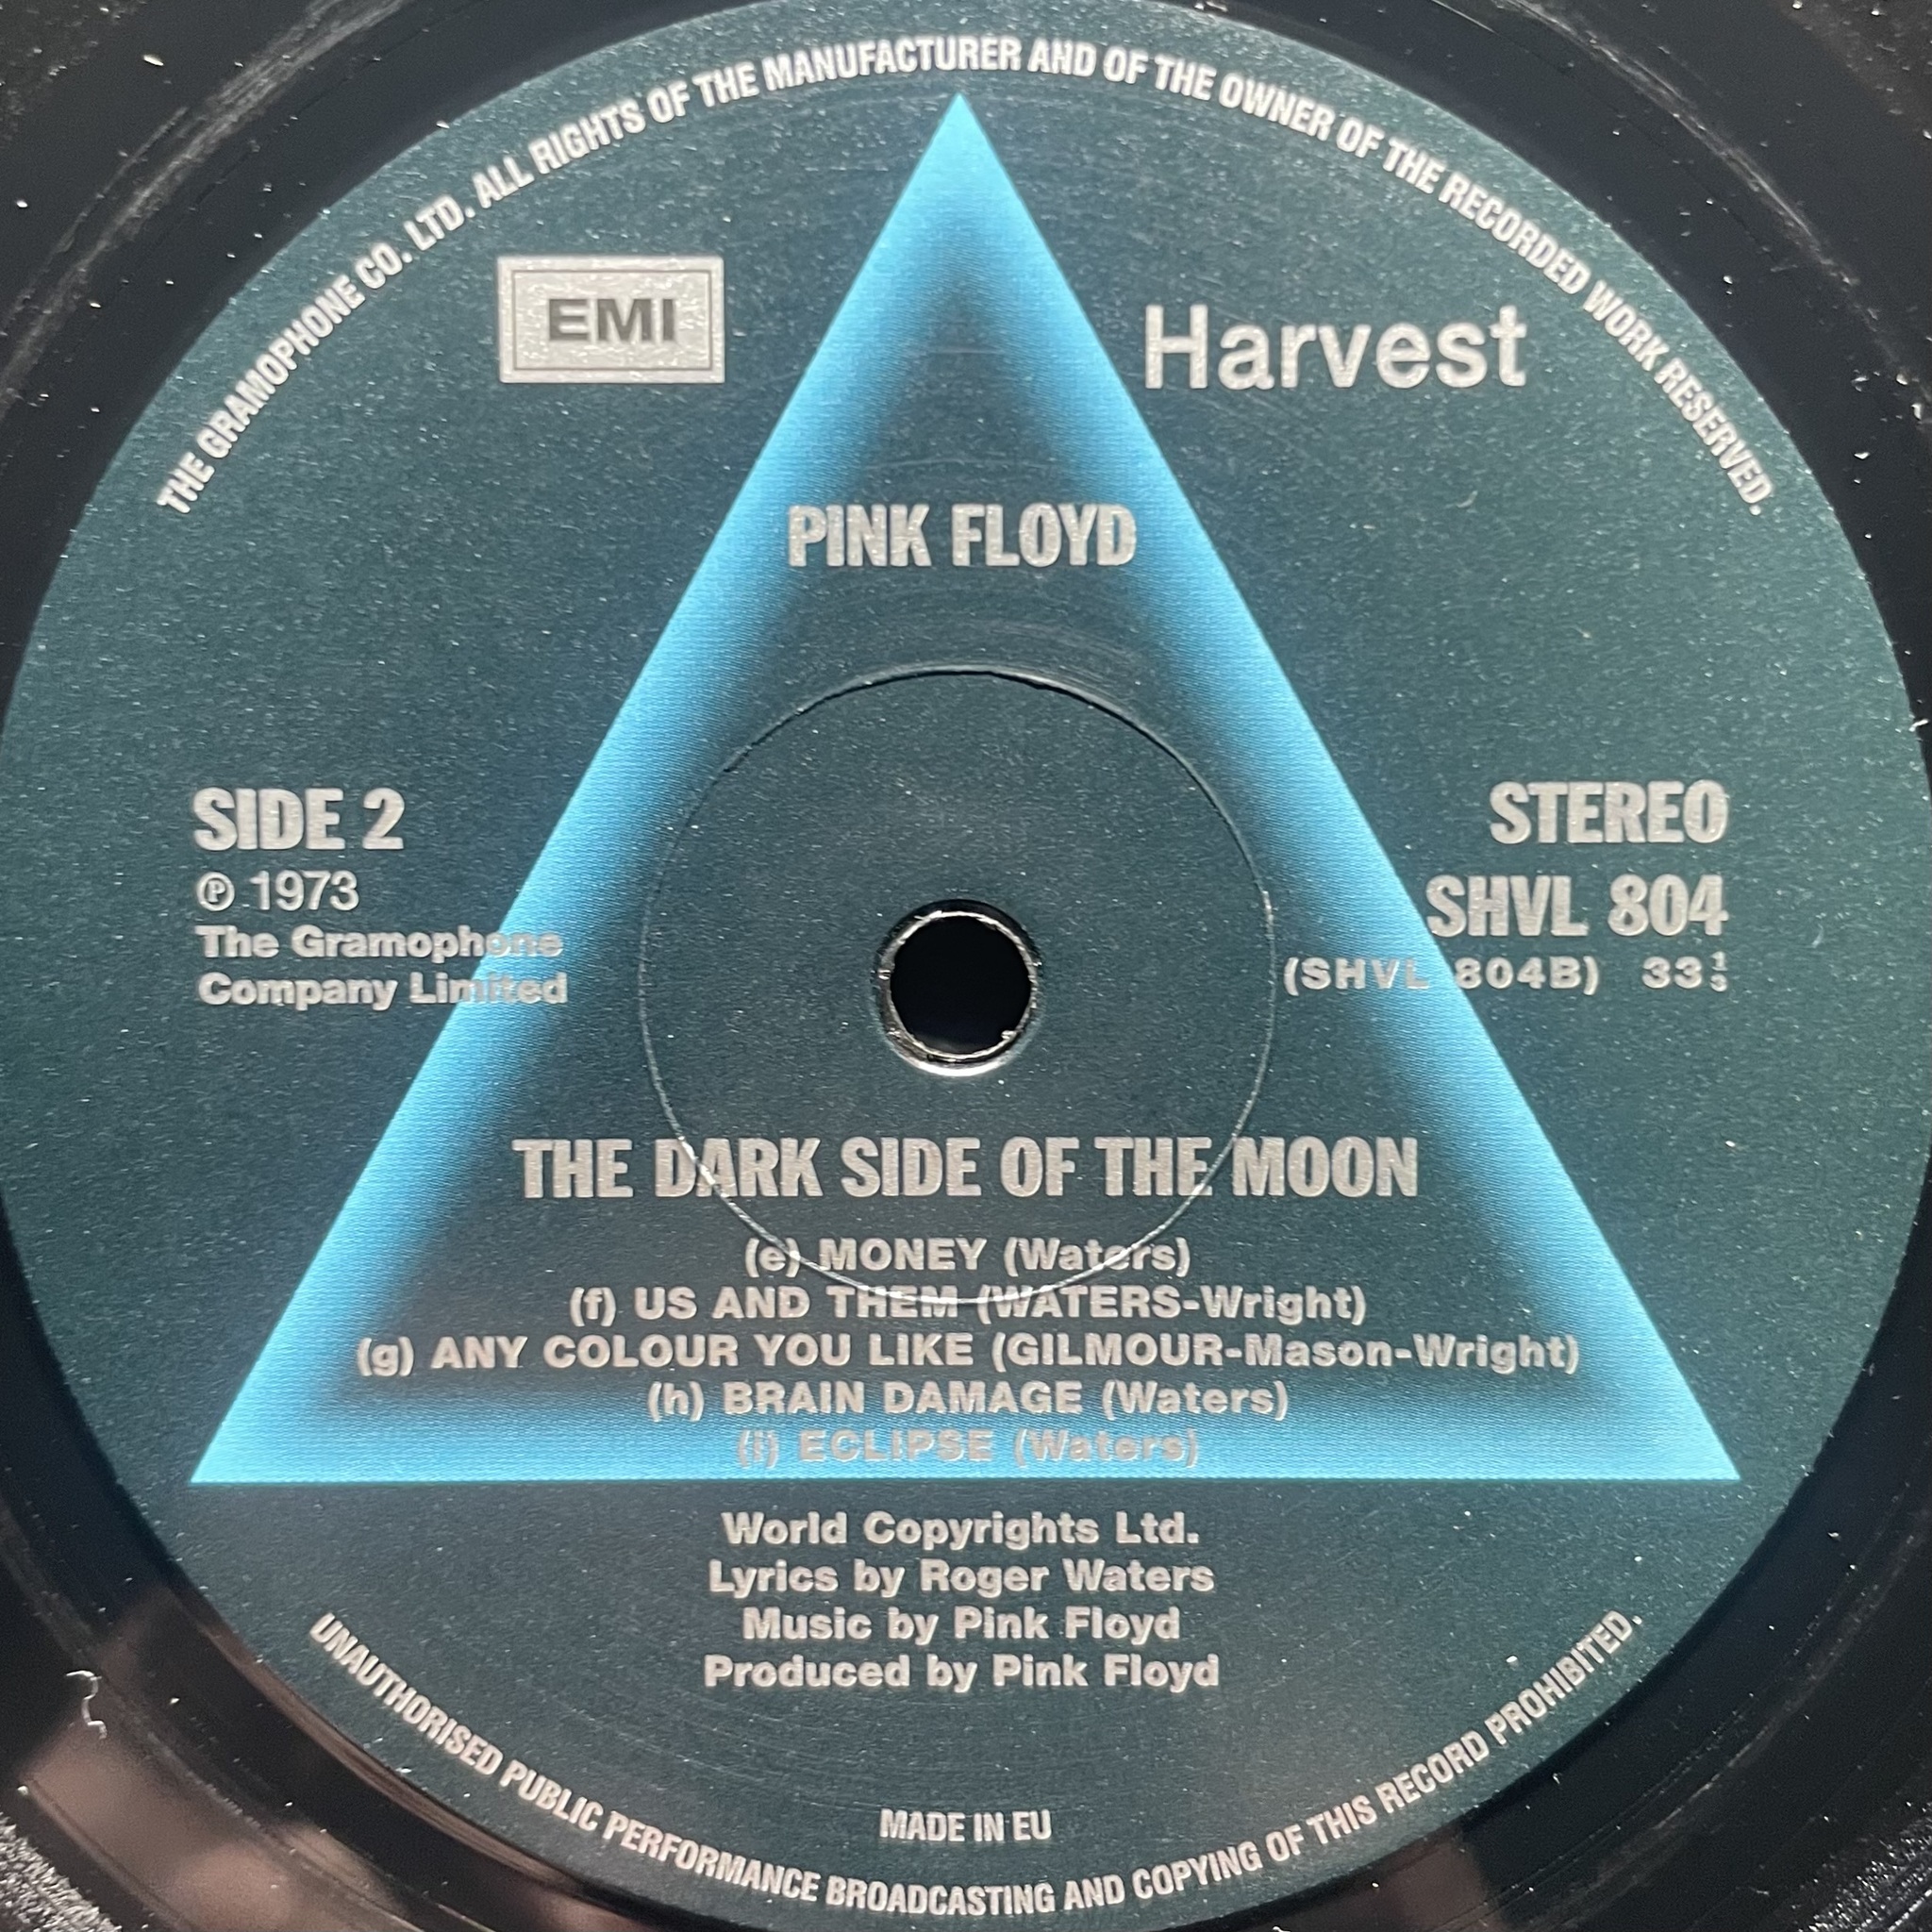 THE GRAMOPHONE CO. LTD. ALL RIGHTS OF THE MANUFACTURER AND OF THE OWNER OF THE RECORDED WORK RESERVED.
EMI
Harvest
PINK FLOYD
SIDE 2
℗ 1973
The Gramophone
Company Limited
STEREO
SHVL 804
(SHVL 804B) 33⅓
THE DARK SIDE OF THE MOON
(e) MONEY (Waters)
(f) US AND THEM (WATERS-Wright)
(g) ANY COLOUR YOU LIKE (GILMOUR-Mason-Wright)
(h) BRAIN DAMAGE (Waters)
(i) ECLIPSE (Waters)
World Copyrights Ltd.
Lyrics by Roger Waters
Music by Pink Floyd
Produced by Pink Floyd
MADE IN EU
UNAUTHORISED PUBLIC PERFORMANCE BROADCASTING AND COPYING OF THIS RECORD PROHIBITED.